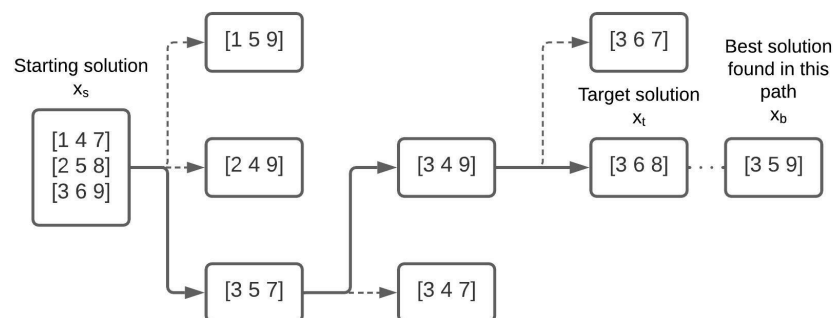 Starting solution
xₛ
[1 4 7]
[2 5 8]
[3 6 9]
[1 5 9]
[2 4 9]
[3 5 7]
[3 4 9]
[3 4 7]
[3 6 7]
Target solution
xₜ
[3 6 8]
Best solution
found in this
path
x_b
[3 5 9]